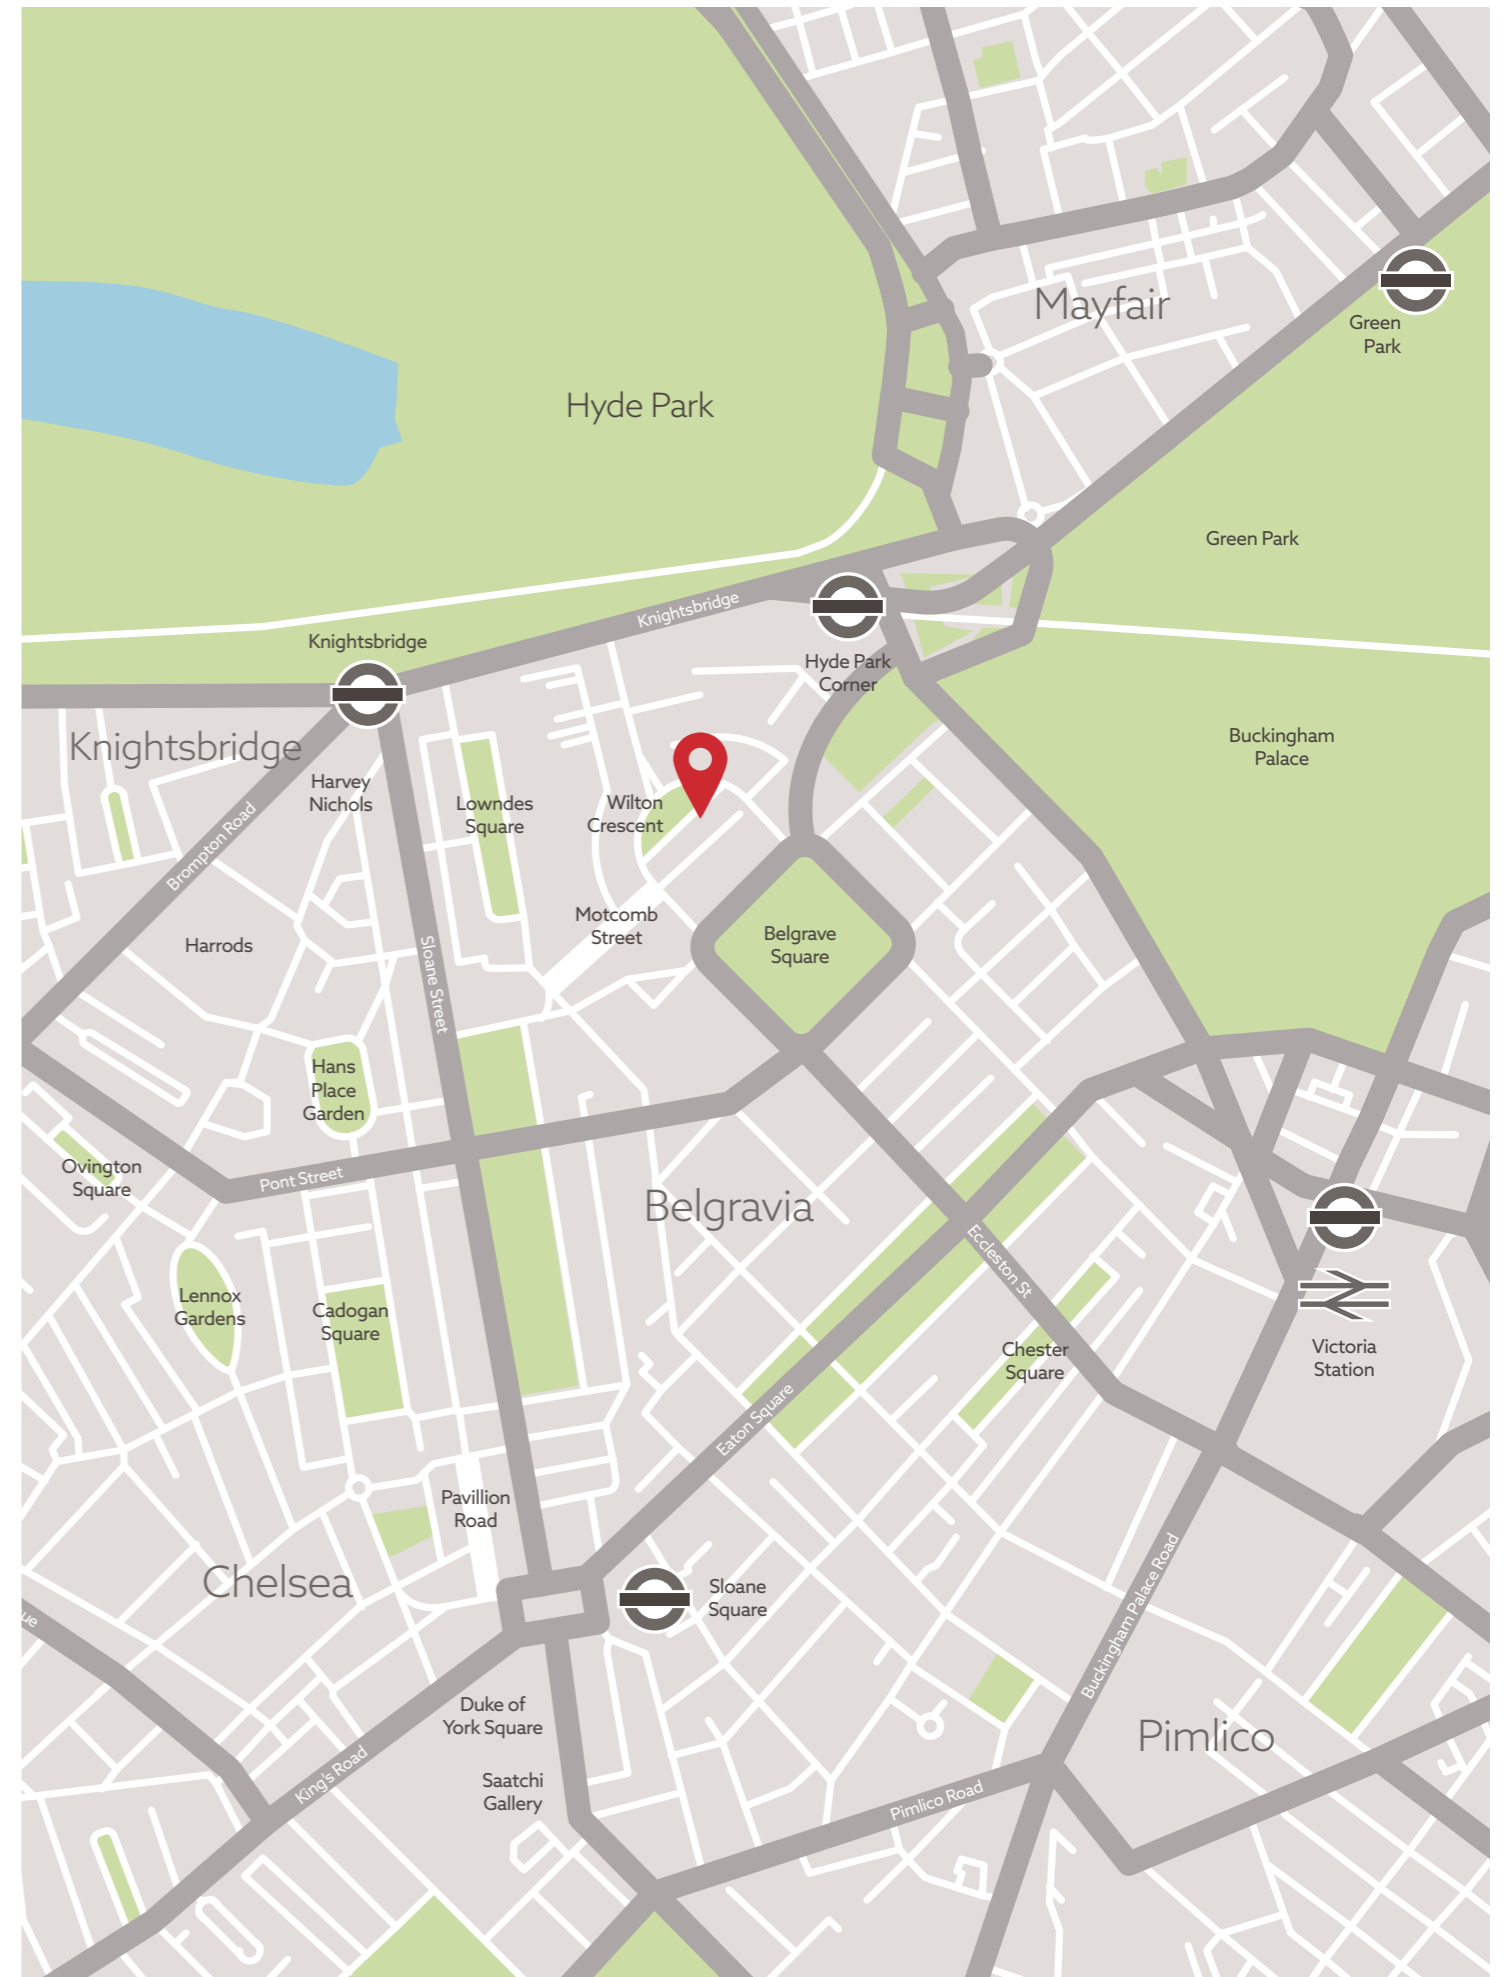 Mayfair
Green
Park
Hyde Park
Green Park
Knightsbridge
Knightsbridge
Hyde Park
Corner
Knightsbridge
Buckingham
Palace
Harvey
Nichols
Lowndes
Square
Wilton
Crescent
Brompton Road
Motcomb
Street
Belgrave
Square
Harrods
Sloane Street
Hans
Place
Garden
Ovington
Square
Pont Street
Belgravia
Eccleston St
Lennox
Gardens
Cadogan
Square
Chester
Square
Victoria
Station
Eaton Square
Pavillion
Road
Chelsea
Sloane
Square
Buckingham Palace Road
ue
Duke of
York Square
Pimlico
King's Road
Saatchi
Gallery
Pimlico Road